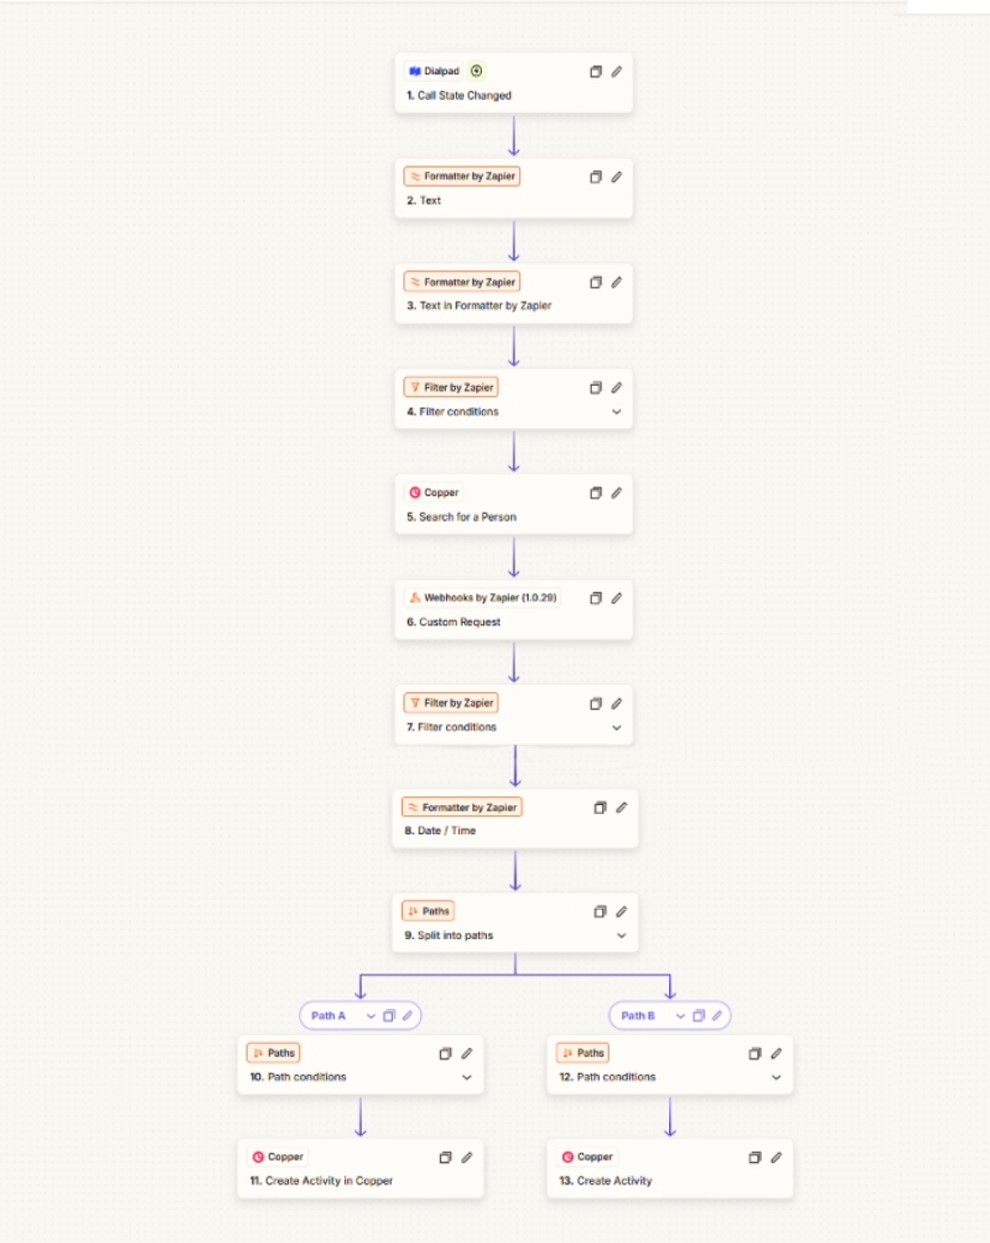 Dialpad
1. Call State Changed
Formatter by Zapier
2. Text
Formatter by Zapier
3. Text in Formatter by Zapier
Filter by Zapier
4. Filter conditions
Copper
5. Search for a Person
Webhooks by Zapier (1.0.29)
6. Custom Request
Filter by Zapier
7. Filter conditions
Formatter by Zapier
8. Date / Time
Paths
9. Split into paths
Path A
Path B
Paths
10. Path conditions
Paths
12. Path conditions
Copper
11. Create Activity in Copper
Copper
13. Create Activity